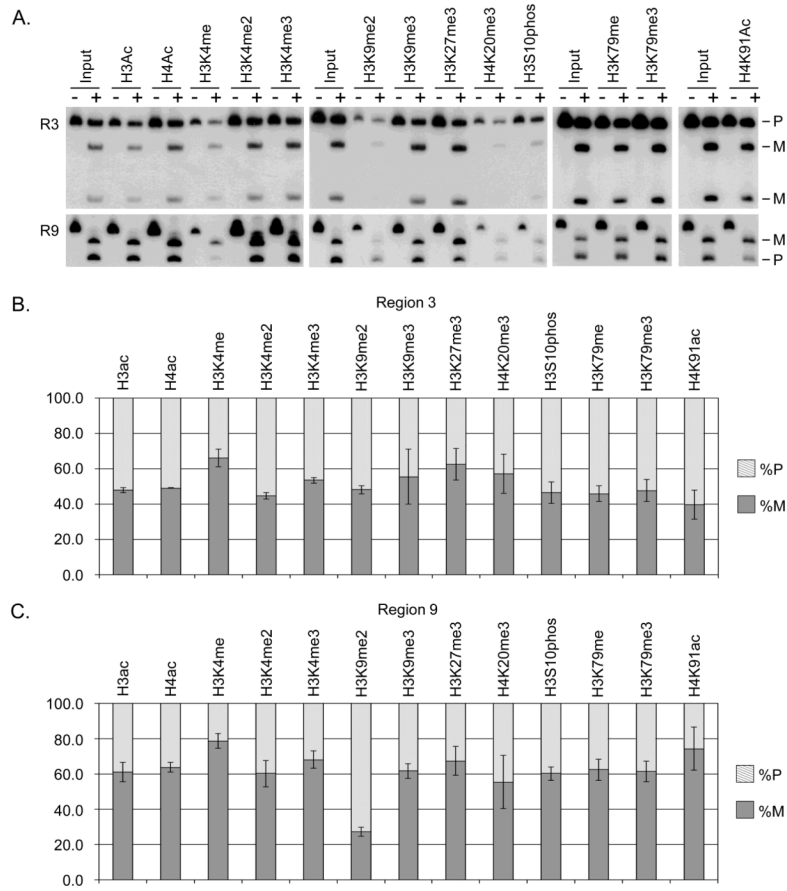 A.
Input H3Ac H4Ac H3K4me H3K4me2 H3K4me3 Input H3K9me2 H3K9me3 H3K27me3 H4K20me3 H3S10phos Input H3K79me H3K79me3 Input H4K91Ac
- + - + - + - + - + - + - + - + - + - + - + - + - + - + - + - + - +
R3
P
M
M
R9
M
P
B.
Region 3
H3ac H4ac H3K4me H3K4me2 H3K4me3 H3K9me2 H3K9me3 H3K27me3 H4K20me3 H3S10phos H3K79me H3K79me3 H4K91ac
100.0
80.0
60.0
40.0
20.0
0.0
%P
%M
C.
Region 9
H3ac H4ac H3K4me H3K4me2 H3K4me3 H3K9me2 H3K9me3 H3K27me3 H4K20me3 H3S10phos H3K79me H3K79me3 H4K91ac
100.0
80.0
60.0
40.0
20.0
0.0
%P
%M